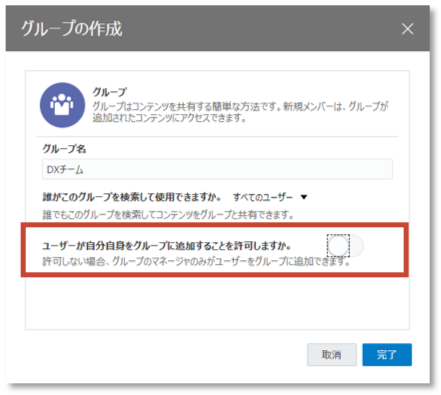 グループの作成
グループ
グループはコンテンツを共有する簡単な方法です。新規メンバーは、グループが
追加されたコンテンツにアクセスできます。
グループ名
DXチーム
誰がこのグループを検索して使用できますか。 すべてのユーザー
誰でもこのグループを検索してコンテンツをグループと共有できます。
ユーザーが自分自身をグループに追加することを許可しますか。
許可しない場合、グループのマネージャのみがユーザーをグループに追加できます。
取消 完了